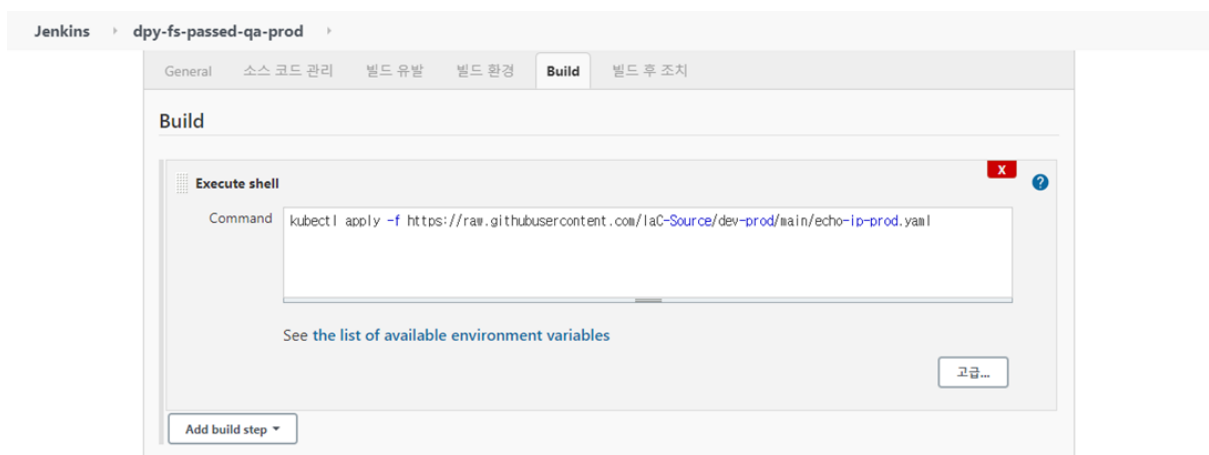 Jenkins dpy-fs-passed-qa-prod
General 소스 코드 관리 빌드 유발 빌드 환경 Build 빌드 후 조치
Build
X
Execute shell ?
Command kubectl apply -f https://raw.githubusercontent.com/IaC-Source/dev-prod/main/echo-ip-prod.yaml
See the list of available environment variables
고급...
Add build step